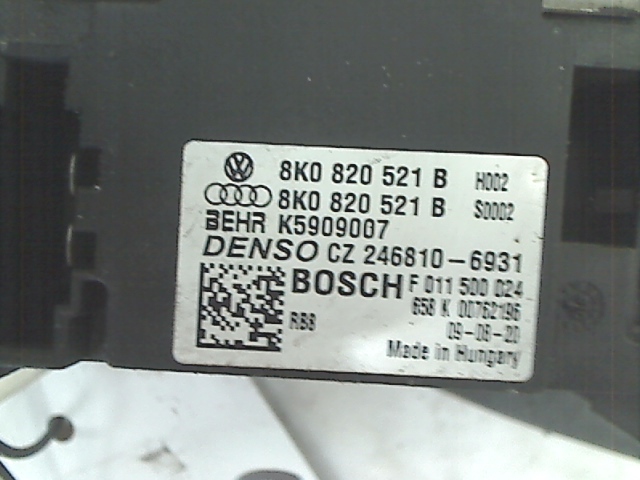 8K0 820 521 B H002
8K0 820 521 B S0002
BEHR K5909007
DENSO CZ 246810-6931
BOSCH F 011 500 024
658 K 00762196
RB8 09-08-20
Made in Hungary